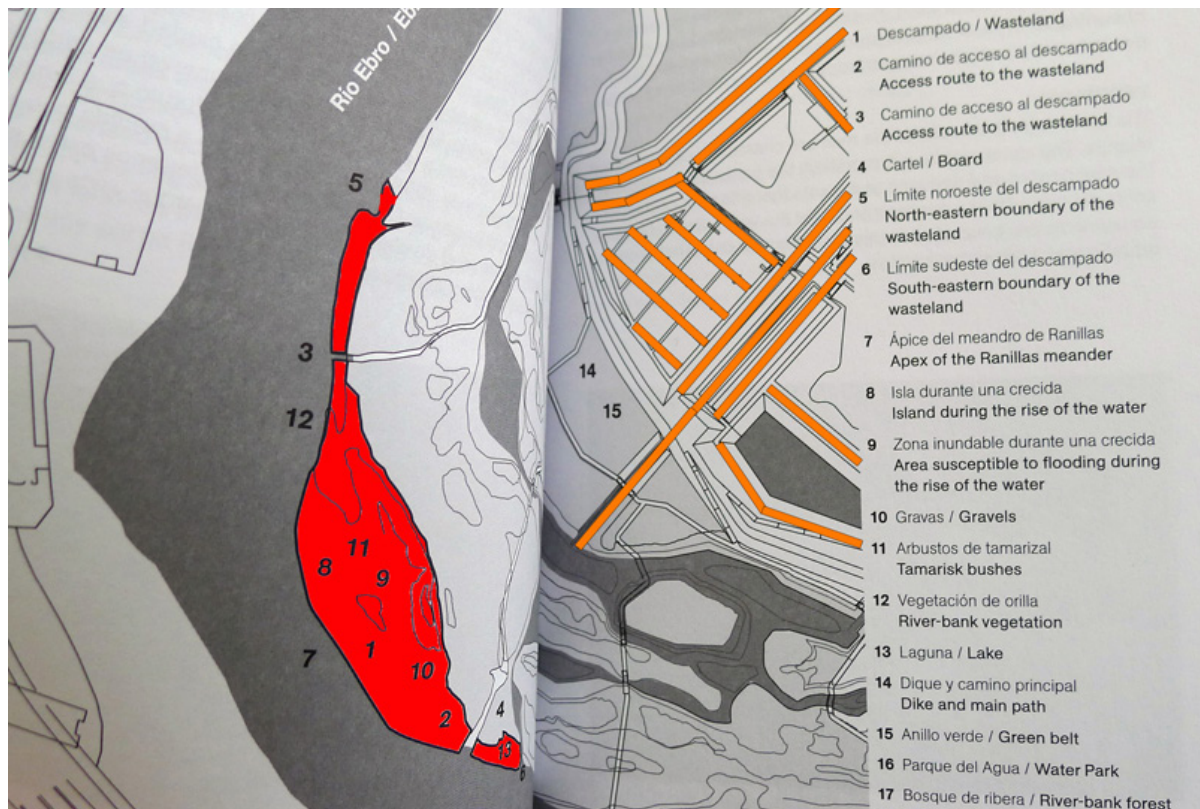 Rio Ebro /
5
3
12
11
8
9
1
7
10
2
4
13
6
14
15
1 Descampado / Wasteland
2 Camino de acceso al descampado
Access route to the wasteland
3 Camino de acceso al descampado
Access route to the wasteland
4 Cartel / Board
5 Límite noroeste del descampado
North-eastern boundary of the
wasteland
6 Límite sudeste del descampado
South-eastern boundary of the
wasteland
7 Ápice del meandro de Ranillas
Apex of the Ranillas meander
8 Isla durante una crecida
Island during the rise of the water
9 Zona inundable durante una crecida
Area susceptible to flooding during
the rise of the water
10 Gravas / Gravels
11 Arbustos de tamarizal
Tamarisk bushes
12 Vegetación de orilla
River-bank vegetation
13 Laguna / Lake
14 Dique y camino principal
Dike and main path
15 Anillo verde / Green belt
16 Parque del Agua / Water Park
17 Bosque de ribera / River-bank forest